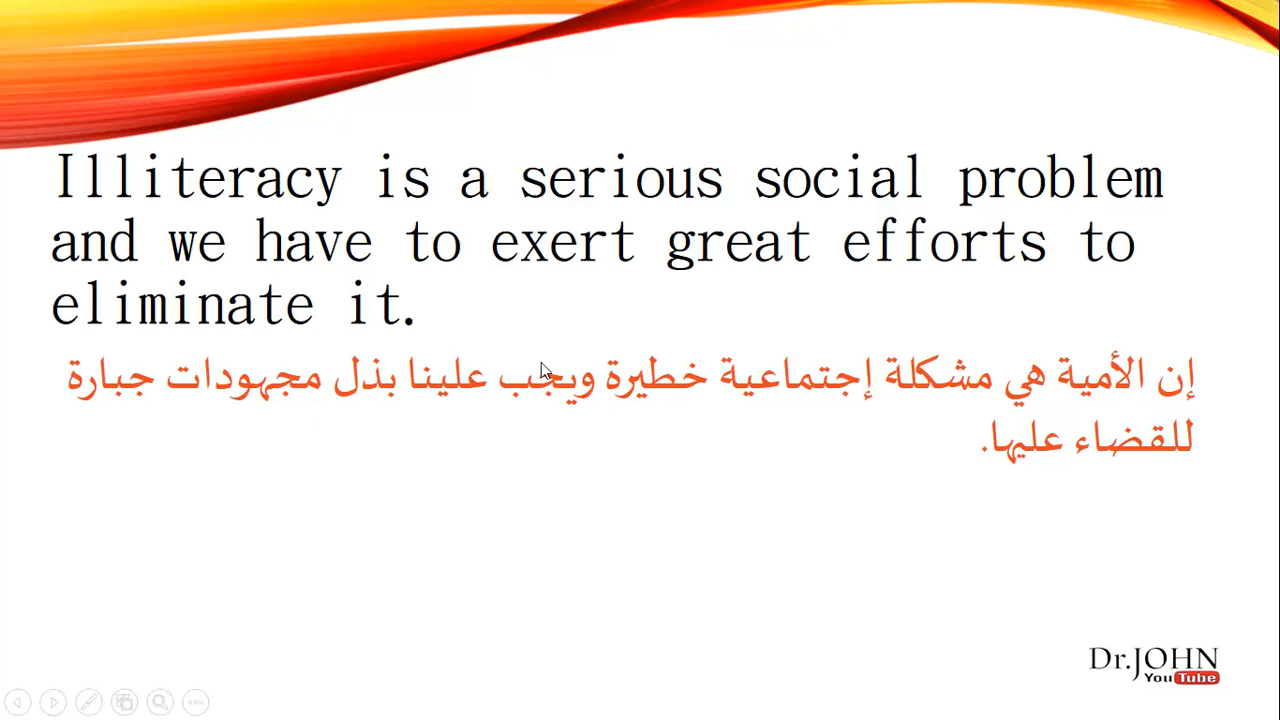 Illiteracy is a serious social problem
and we have to exert great efforts to
eliminate it.
إن الأمية هي مشكلة إجتماعية خطيرة ويجب علينا بذل مجهودات جبارة
للقضاء عليها.
Dr.JOHN
YouTube